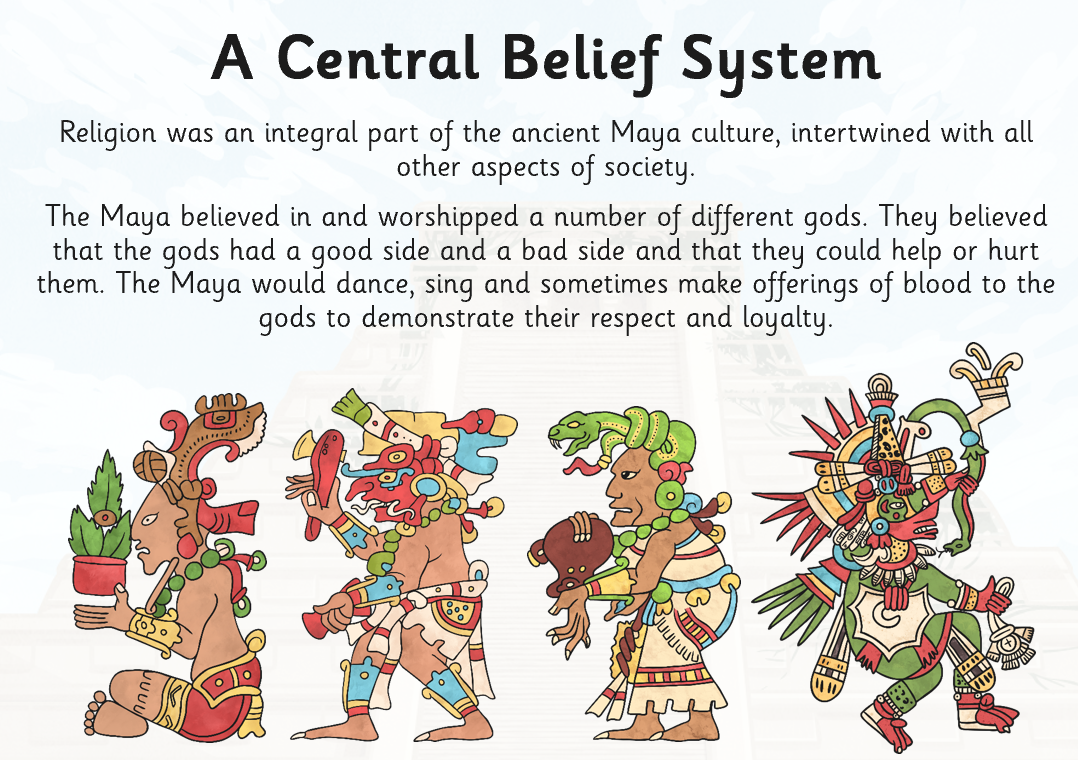 A Central Belief System
Religion was an integral part of the ancient Maya culture, intertwined with all
other aspects of society.
The Maya believed in and worshipped a number of different gods. They believed
that the gods had a good side and a bad side and that they could help or hurt
them. The Maya would dance, sing and sometimes make offerings of blood to the
gods to demonstrate their respect and loyalty.